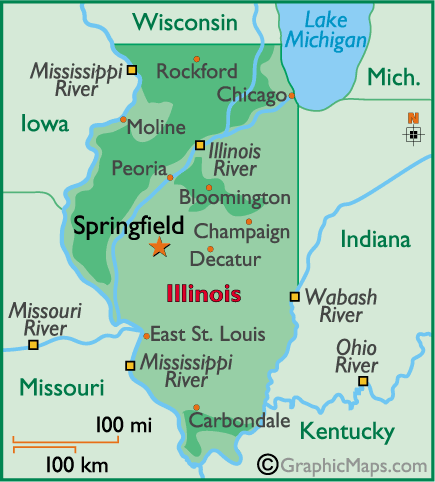 Wisconsin
Lake
Michigan
Mississippi
River
Rockford
Mich.
Chicago
Iowa
Moline
N
Illinois
River
Peoria
Bloomington
Springfield
Champaign
Indiana
Decatur
Illinois
Wabash
River
Missouri
River
East St. Louis
Ohio
River
Mississippi
River
Missouri
Carbondale
100 mi
Kentucky
100 km
©GraphicMaps.com